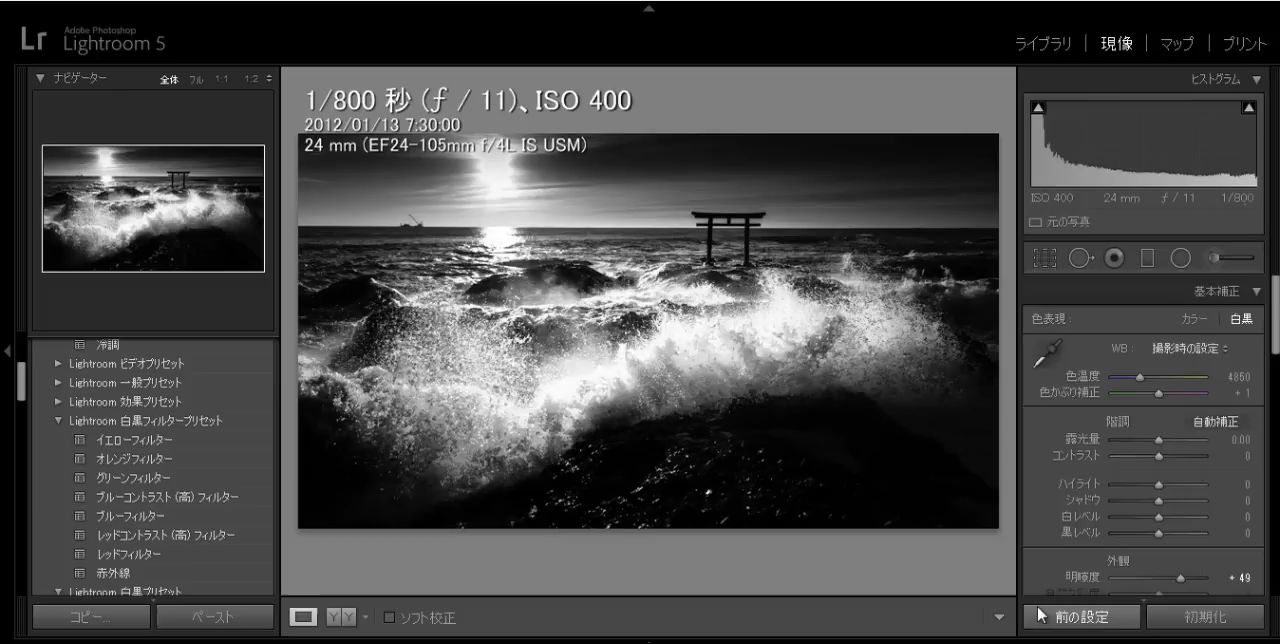 Lr Adobe Photoshop
Lightroom 5
ライブラリ | 現像 | マップ | プリント
ナビゲーター 全体 フル 1:1 1:2
冷調
Lightroom ビデオプリセット
Lightroom 一般プリセット
Lightroom 効果プリセット
Lightroom 白黒フィルタープリセット
イエローフィルター
オレンジフィルター
グリーンフィルター
ブルーコントラスト (高) フィルター
ブルーフィルター
レッドコントラスト (高) フィルター
レッドフィルター
赤外線
Lightroom 白黒プリセット
コピー...
ペースト
1/800 秒 (f / 11)、ISO 400
2012/01/13 7:30:00
24 mm (EF24-105mm f/4L IS USM)
YY
ソフト校正
ヒストグラム
ISO 400 24 mm f / 11 1/800
元の写真
基本補正
色表現 : カラー 白黒
WB : 撮影時の設定
色温度 4850
色かぶり補正 + 1
階調 自動補正
露光量 0.00
コントラスト 0
ハイライト 0
シャドウ 0
白レベル 0
黒レベル 0
外観
明瞭度 + 49
前の設定
初期化